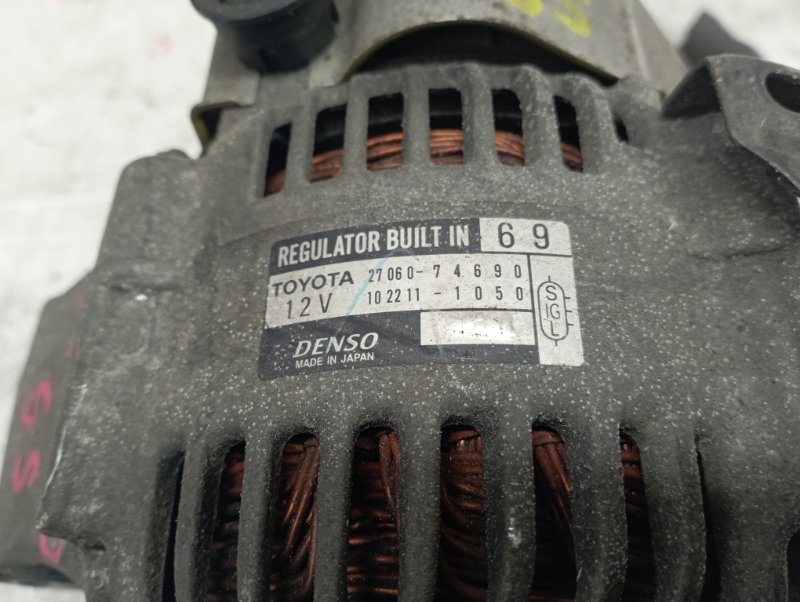 REGULATOR BUILT IN 69
TOYOTA 27060-74690
12V 102211-1050
DENSO
MADE IN JAPAN
S
IG
L